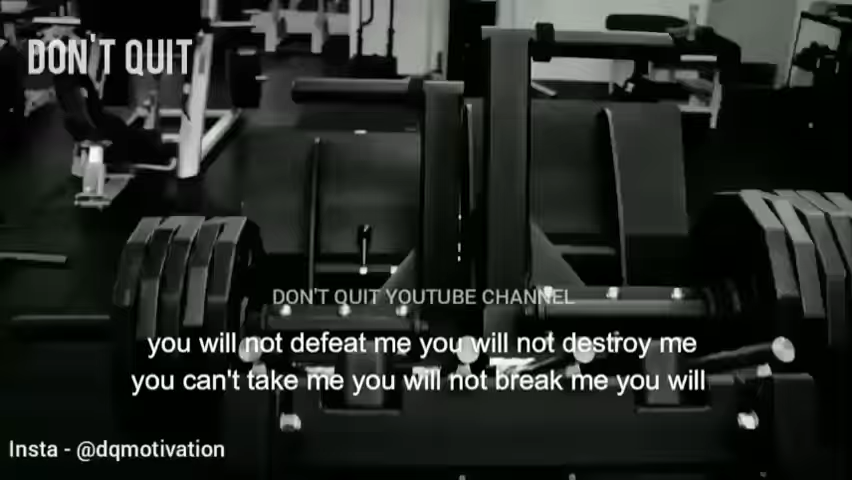 DON'T QUIT
DON'T QUIT YOUTUBE CHANNEL
you will not defeat me you will not destroy me
you can't take me you will not break me you will
Insta - @dqmotivation